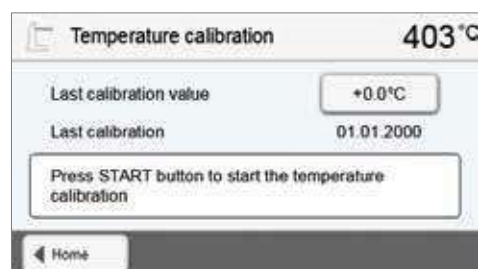 Temperature calibration 403°C
Last calibration value +0.0°C
Last calibration 01.01.2000
Press START button to start the temperature
calibration
Home